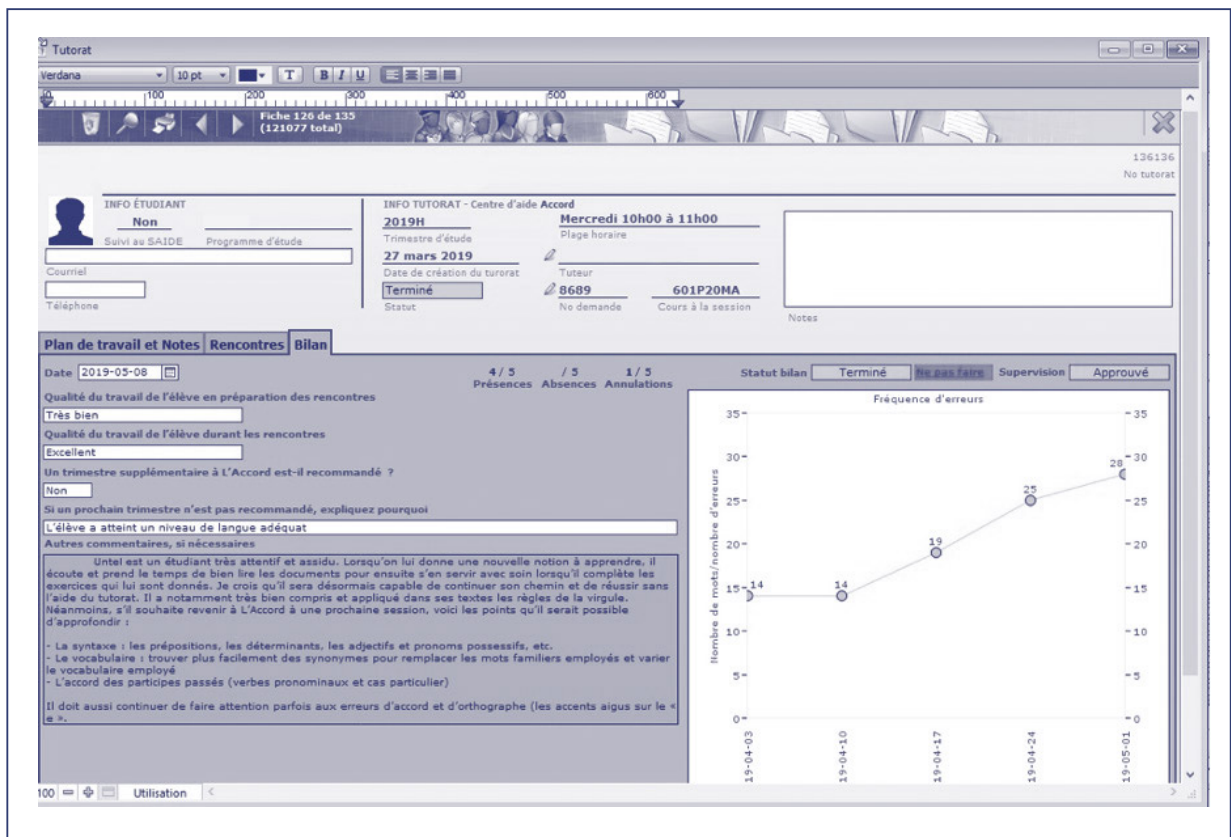 Tutorat
Verdana 10 pt T B I U
0 100 200 300 400 500 600
Fiche 126 de 135
(121077 total)
136136
No tutorat
INFO ÉTUDIANT
Non
Suivi au SAIDE Programme d'étude
Courriel
Téléphone
INFO TUTORAT - Centre d'aide Accord
2019H Mercredi 10h00 à 11h00
Trimestre d'étude Plage horaire
27 mars 2019
Date de création du turorat Tuteur
Terminé 8689 601P20MA
Statut No demande Cours à la session
Notes
Plan de travail et Notes Rencontres Bilan
Date 2019-05-08
4 / 5 / 5 1 / 5
Présences Absences Annulations
Statut bilan Terminé Ne pas faire Supervision Approuvé
Qualité du travail de l'élève en préparation des rencontres
Très bien
Qualité du travail de l'élève durant les rencontres
Excellent
Un trimestre supplémentaire à L'Accord est-il recommandé ?
Non
Si un prochain trimestre n'est pas recommandé, expliquez pourquoi
L'élève a atteint un niveau de langue adéquat
Autres commentaires, si nécessaires
Untel est un étudiant très attentif et assidu. Lorsqu'on lui donne une nouvelle notion à apprendre, il
écoute et prend le temps de bien lire les documents pour ensuite s'en servir avec soin lorsqu'il complète les
exercices qui lui sont donnés. Je crois qu'il sera désormais capable de continuer son chemin et de réussir sans
l'aide du tutorat. Il a notamment très bien compris et appliqué dans ses textes les règles de la virgule.
Néanmoins, s'il souhaite revenir à L'Accord à une prochaine session, voici les points qu'il serait possible
d'approfondir :
- La syntaxe : les prépositions, les déterminants, les adjectifs et pronoms possessifs, etc.
- Le vocabulaire : trouver plus facilement des synonymes pour remplacer les mots familiers employés et varier
le vocabulaire employé
- L'accord des participes passés (verbes pronominaux et cas particulier)
Il doit aussi continuer de faire attention parfois aux erreurs d'accord et d'orthographe (les accents aigus sur le «
e ».
Fréquence d'erreurs
Nombre de mots/nombre d'erreurs
35 35
30 30
28
25 25 25
20 20
19
15 14 14 15
10 10
5 5
0 0
19-04-03
19-04-10
19-04-17
19-04-24
19-05-01
100 Utilisation